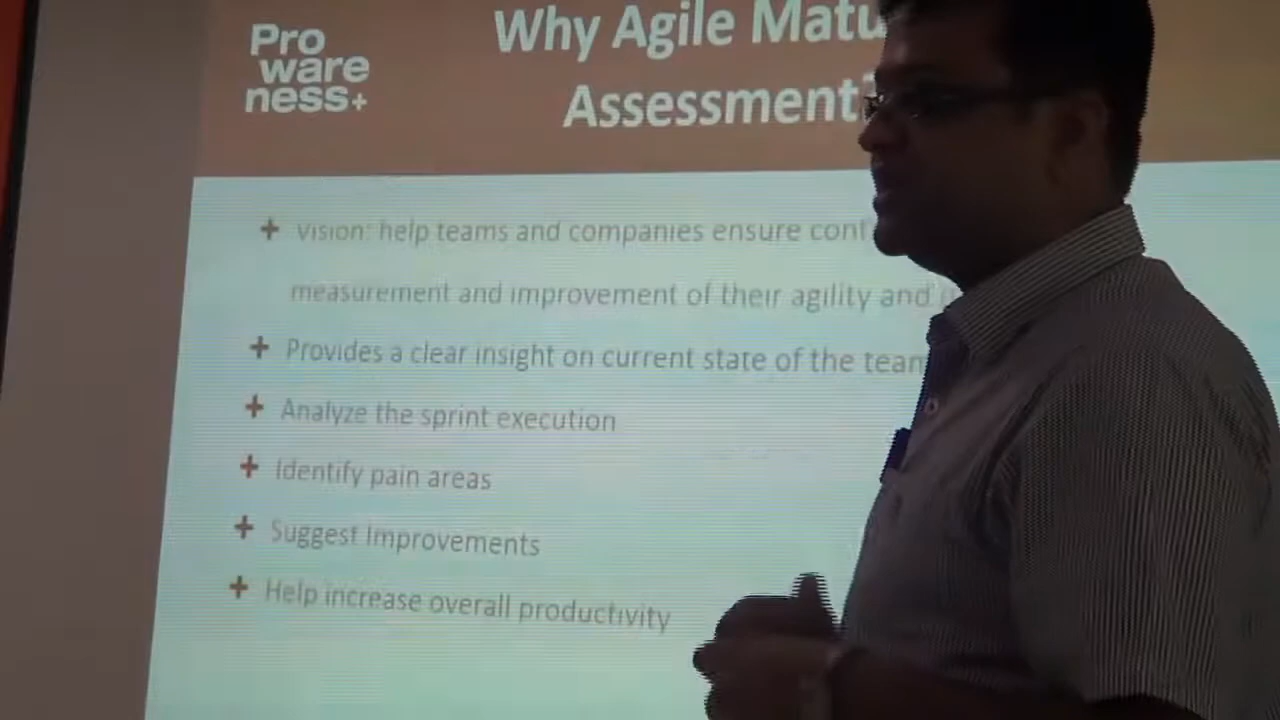 Pro
ware
ness+
Why Agile Matu
Assessment?
+ Vision: help teams and companies ensure cont
measurement and improvement of their agility and
+ Provides a clear insight on current state of the team
+ Analyze the sprint execution
+ Identify pain areas
+ Suggest Improvements
+ Help increase overall productivity